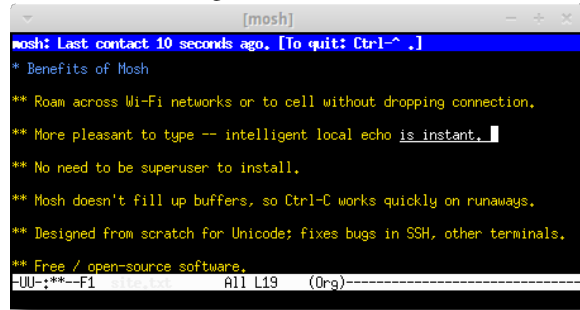 [mosh]
mosh: Last contact 10 seconds ago. [To quit: Ctrl-^ .]
* Benefits of Mosh
** Roam across Wi-Fi networks or to cell without dropping connection.
** More pleasant to type -- intelligent local echo is instant.
** No need to be superuser to install.
** Mosh doesn't fill up buffers, so Ctrl-C works quickly on runaways.
** Designed from scratch for Unicode; fixes bugs in SSH, other terminals.
** Free / open-source software.
-UU-:**--F1 site.txt All L19 (Org)----------------------------------